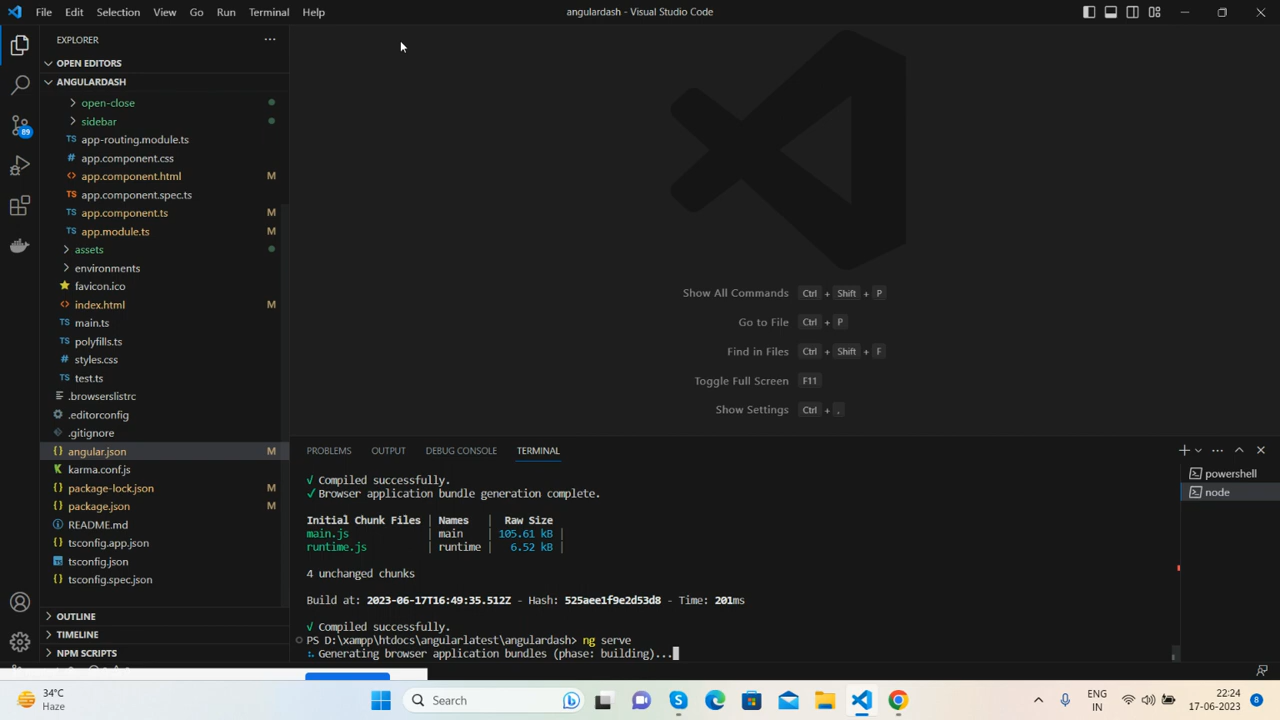 File Edit Selection View Go Run Terminal Help
angulardash - Visual Studio Code
EXPLORER
OPEN EDITORS
ANGULARDASH
open-close
sidebar
app-routing.module.ts
app.component.css
app.component.html M
app.component.spec.ts
app.component.ts M
app.module.ts M
assets
environments
favicon.ico
index.html M
main.ts
polyfills.ts
styles.css
test.ts
.browserslistrc
.editorconfig
.gitignore
angular.json M
karma.conf.js
package-lock.json M
package.json M
README.md
tsconfig.app.json
tsconfig.json
tsconfig.spec.json
OUTLINE
TIMELINE
NPM SCRIPTS
89
Show All Commands Ctrl + Shift + P
Go to File Ctrl + P
Find in Files Ctrl + Shift + F
Toggle Full Screen F11
Show Settings Ctrl + ,
PROBLEMS OUTPUT DEBUG CONSOLE TERMINAL
powershell
node
√ Compiled successfully.
√ Browser application bundle generation complete.
Initial Chunk Files | Names | Raw Size
main.js | main | 105.61 kB |
runtime.js | runtime | 6.52 kB |
4 unchanged chunks
Build at: 2023-06-17T16:49:35.512Z - Hash: 525aee1f9e2d53d8 - Time: 201ms
√ Compiled successfully.
PS D:\xampp\htdocs\angularlatest\angulardash> ng serve
Generating browser application bundles (phase: building)...
34°C
Haze
Search
ENG
IN
22:24
17-06-2023
8